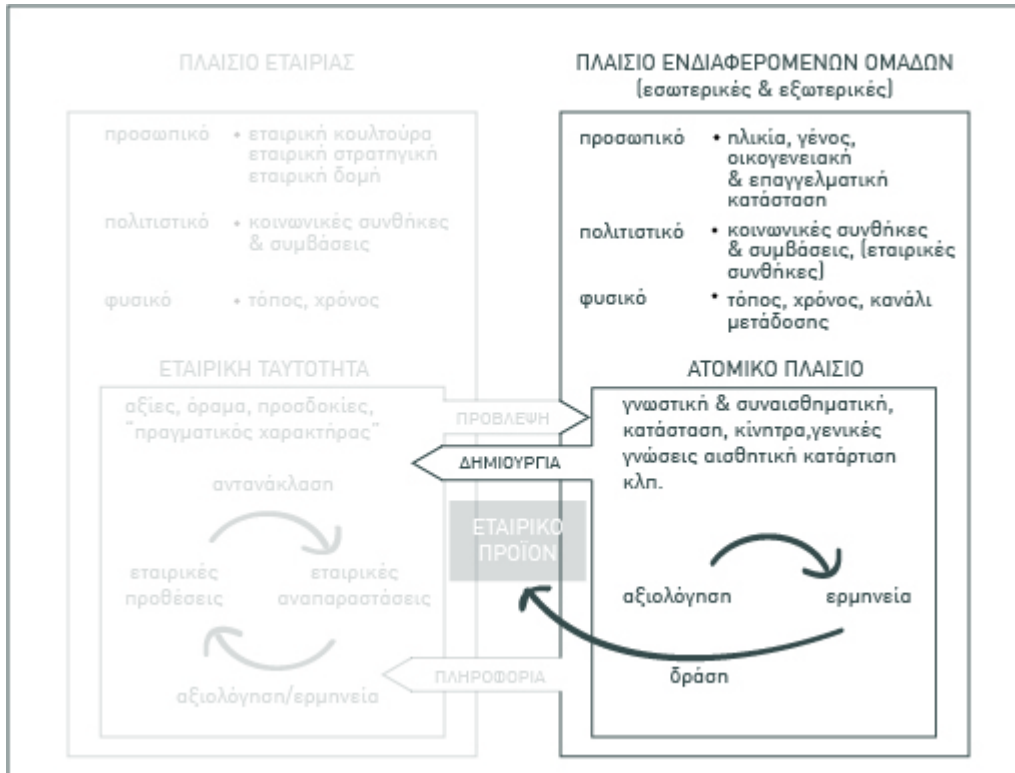 ΠΛΑΙΣΙΟ ΕΤΑΙΡΙΑΣ
προσωπικό • εταιρική κουλτούρα
εταιρική στρατηγική
εταιρική δομή
πολιτιστικό • κοινωνικές συνθήκες
& συμβάσεις
φυσικό • τόπος, χρόνος
ΕΤΑΙΡΙΚΗ ΤΑΥΤΟΤΗΤΑ
αξίες, όραμα, προσδοκίες,
"πραγματικός χαρακτήρας"
αντανάκλαση
εταιρικές εταιρικές
προθέσεις αναπαραστάσεις
αξιολόγηση/ερμηνεία
ΠΡΟΒΛΕΨΗ
ΔΗΜΙΟΥΡΓΙΑ
ΕΤΑΙΡΙΚΟ
ΠΡΟΪΟΝ
ΠΛΗΡΟΦΟΡΙΑ
ΠΛΑΙΣΙΟ ΕΝΔΙΑΦΕΡΟΜΕΝΩΝ ΟΜΑΔΩΝ
(εσωτερικές & εξωτερικές)
προσωπικό • ηλικία, γένος,
οικογενειακή
& επαγγελματική
κατάσταση
πολιτιστικό • κοινωνικές συνθήκες
& συμβάσεις, (εταιρικές
συνθήκες)
φυσικό • τόπος, χρόνος, κανάλι
μετάδοσης
ΑΤΟΜΙΚΟ ΠΛΑΙΣΙΟ
γνωστική & συναισθηματική,
κατάσταση, κίνητρα,γενικές
γνώσεις αισθητική κατάρτιση
κλπ.
αξιολόγηση ερμηνεία
δράση